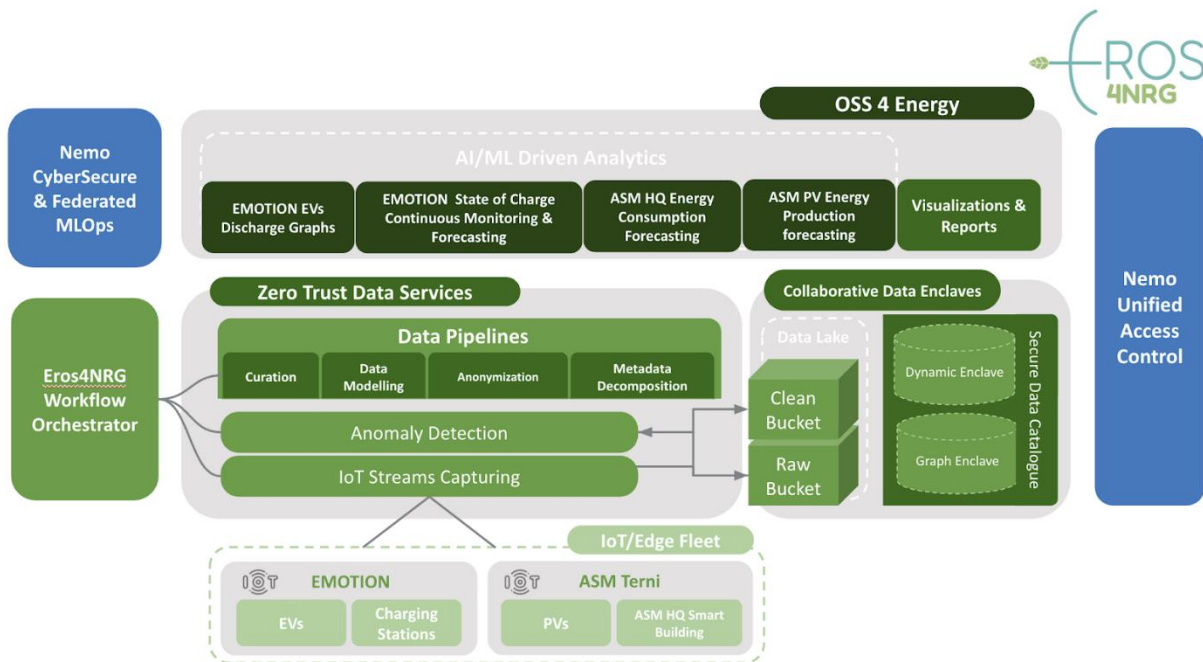 EROS
4NRG
OSS 4 Energy
Nemo
CyberSecure
& Federated
MLOps
AI/ML Driven Analytics
EMOTION EVs
Discharge Graphs
EMOTION State of Charge
Continuous Monitoring &
Forecasting
ASM HQ Energy
Consumption
Forecasting
ASM PV Energy
Production
forecasting
Visualizations &
Reports
Nemo
Unified
Access
Control
Eros4NRG
Workflow
Orchestrator
Zero Trust Data Services
Data Pipelines
Curation
Data
Modelling
Anonymization
Metadata
Decomposition
Anomaly Detection
IoT Streams Capturing
Collaborative Data Enclaves
Data Lake
Clean
Bucket
Raw
Bucket
Dynamic Enclave
Graph Enclave
Secure Data Catalogue
IoT/Edge Fleet
IOT
EMOTION
EVs
Charging
Stations
IOT
ASM Terni
PVs
ASM HQ Smart
Building